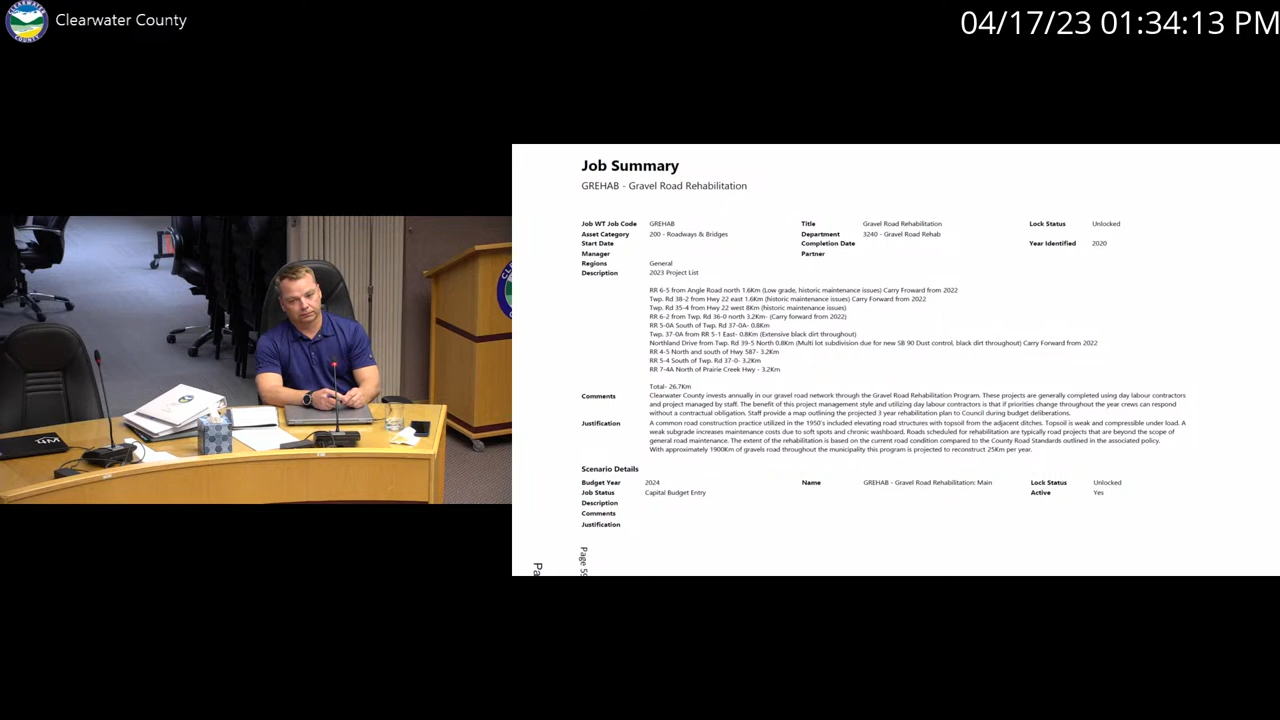 Clearwater County
04/17/23 01:34:13 PM
Job Summary
GREHAB - Gravel Road Rehabilitation
Job WT Job Code GREHAB Title Gravel Road Rehabilitation Lock Status Unlocked
Asset Category 200 - Roadways & Bridges Department 3240 - Gravel Road Rehab
Start Date Completion Date Year Identified 2020
Manager Partner
Regions General
Description 2023 Project List
RR 6-5 from Angle Road north 1.6Km (Low grade, historic maintenance issues) Carry Froward from 2022
Twp. Rd 38-2 from Hwy 22 east 1.6Km (historic maintenance issues) Carry Forward from 2022
Twp. Rd 35-4 from Hwy 22 west 8Km (historic maintenance issues)
RR 6-2 from Twp. Rd 36-0 north 3.2Km- (Carry forward from 2022)
RR 5-0A South of Twp. Rd 37-0A- 0.8Km
Twp. 37-0A from RR 5-1 East- 0.8Km (Extensive black dirt throughout)
Northland Drive from Twp. Rd 39-5 North 0.8Km (Multi lot subdivision due for new SB 90 Dust control, black dirt throughout) Carry Forward from 2022
RR 4-5 North and south of Hwy 587- 3.2Km
RR 5-4 South of Twp. Rd 37-0- 3.2Km
RR 7-4A North of Prairie Creek Hwy - 3.2Km
Total- 26.7Km
Comments Clearwater County invests annually in our gravel road network through the Gravel Road Rehabilitation Program. These projects are generally completed using day labour contractors
and project managed by staff. The benefit of this project management style and utilizing day labour contractors is that if priorities change throughout the year crews can respond
without a contractual obligation. Staff provide a map outlining the projected 3 year rehabilitation plan to Council during budget deliberations.
Justification A common road construction practice utilized in the 1950's included elevating road structures with topsoil from the adjacent ditches. Topsoil is weak and compressible under load. A
weak subgrade increases maintenance costs due to soft spots and chronic washboard. Roads scheduled for rehabilitation are typically road projects that are beyond the scope of
general road maintenance. The extent of the rehabilitation is based on the current road condition compared to the County Road Standards outlined in the associated policy.
With approximately 1900Km of gravels road throughout the municipality this program is projected to reconstruct 25Km per year.
Scenario Details
Budget Year 2024 Name GREHAB - Gravel Road Rehabilitation: Main Lock Status Unlocked
Job Status Capital Budget Entry Active Yes
Description
Comments
Justification
Page 59
Pa